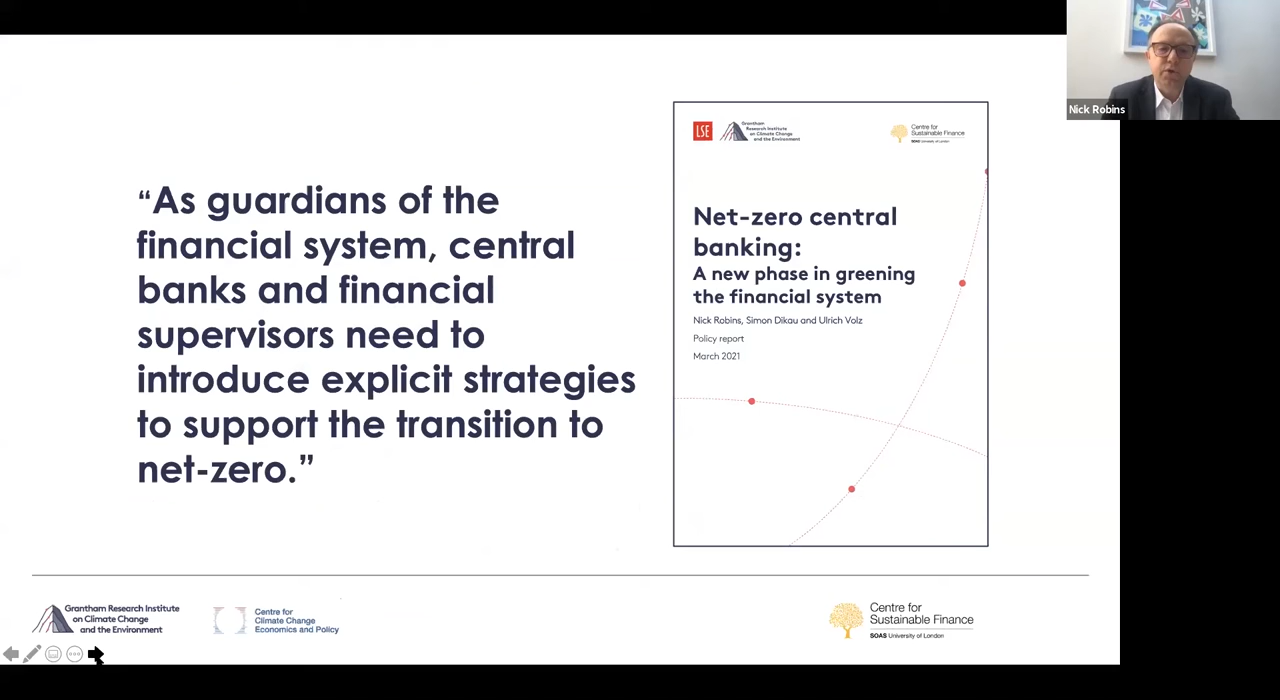 Nick Robins
“As guardians of the
financial system, central
banks and financial
supervisors need to
introduce explicit strategies
to support the transition to
net-zero.”
LSE
Grantham
Research Institute
on Climate Change
and the Environment
Centre for
Sustainable Finance
SOAS University of London
Net-zero central
banking:
A new phase in greening
the financial system
Nick Robins, Simon Dikau and Ulrich Volz
Policy report
March 2021
Grantham Research Institute
on Climate Change
and the Environment
Centre for
Climate Change
Economics and Policy
Centre for
Sustainable Finance
SOAS University of London